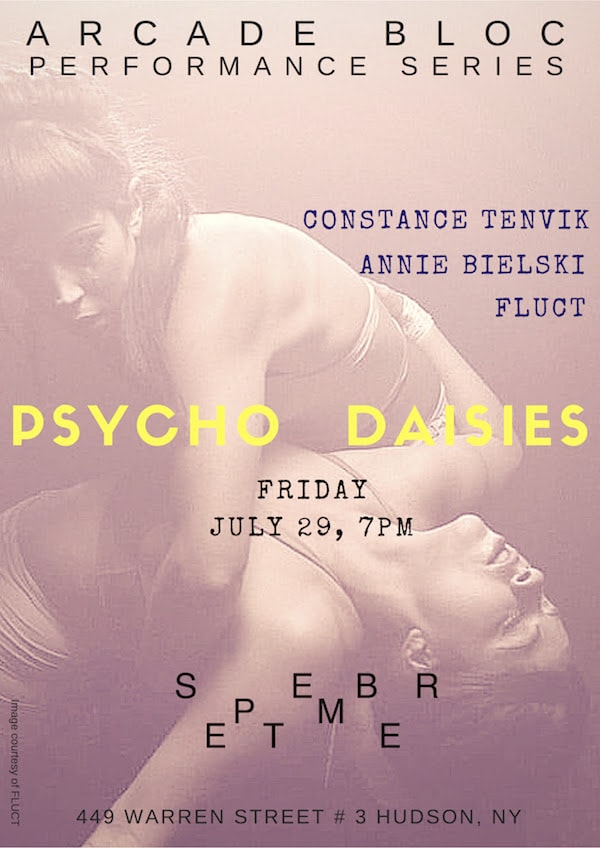 ARCADE BLOC
PERFORMANCE SERIES
CONSTANCE TENVIK
ANNIE BIELSKI
FLUCT
PSYCHO DAISIES
FRIDAY
JULY 29, 7PM
SEPTEMBER
Image courtesy of FLUCT
449 WARREN STREET # 3 HUDSON, NY